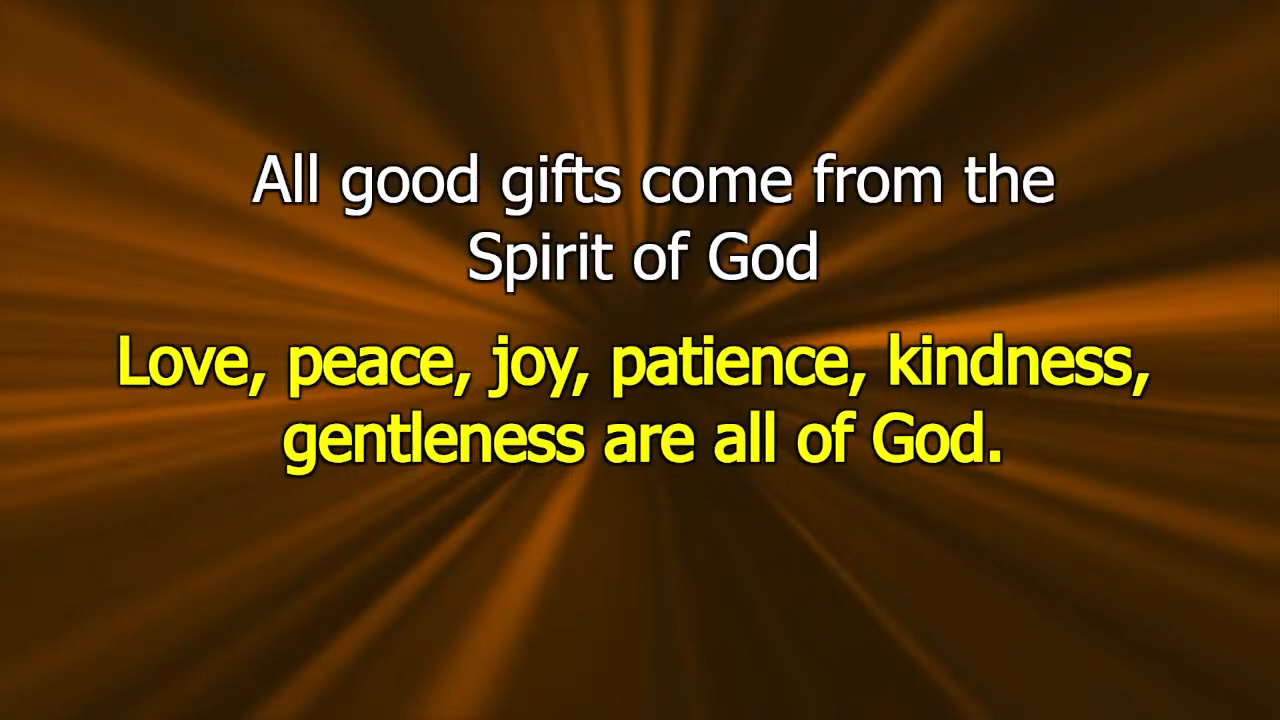 All good gifts come from the
Spirit of God
Love, peace, joy, patience, kindness,
gentleness are all of God.